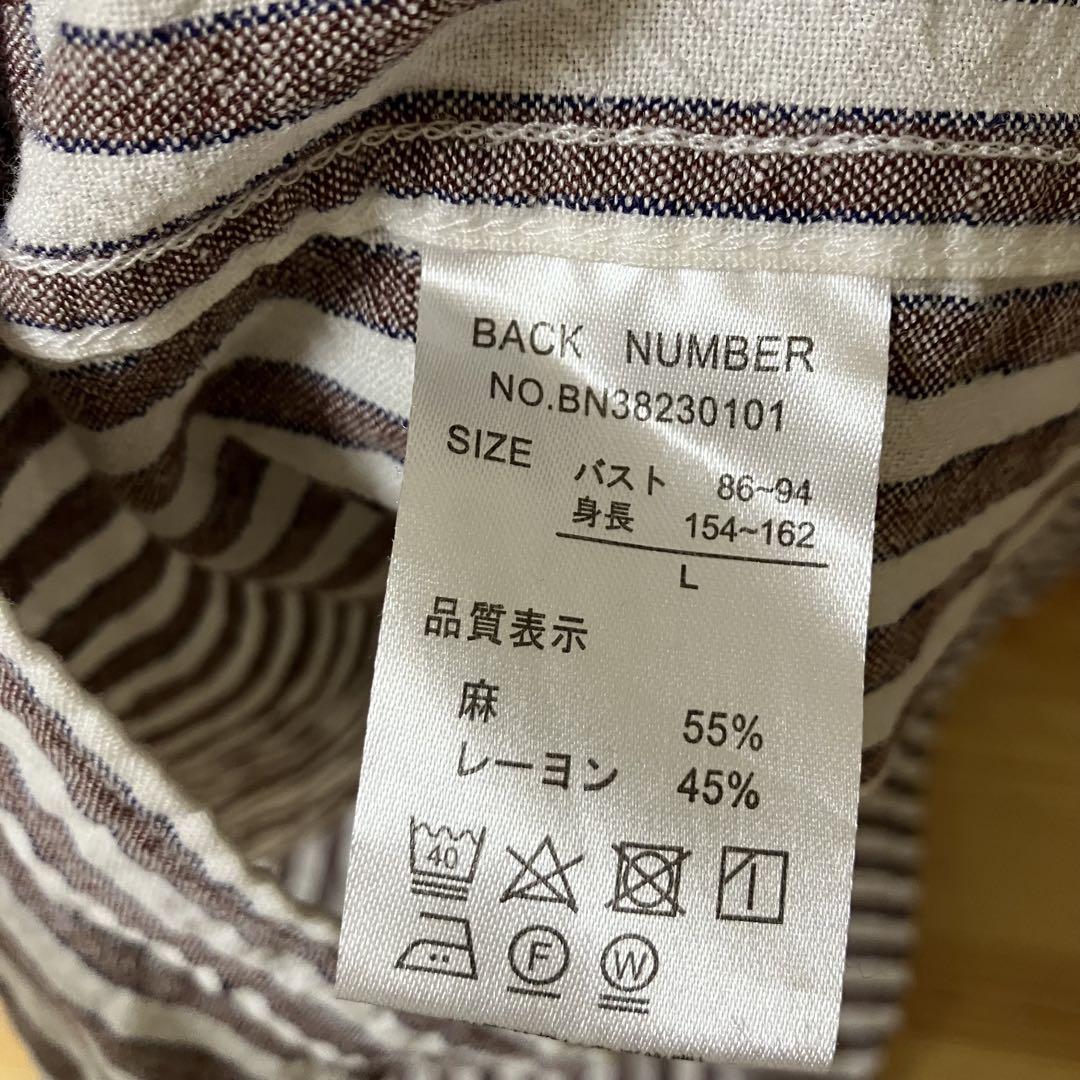 BACK NUMBER
NO.BN38230101
SIZE バスト 86~94
身長 154~162
L
品質表示
麻 55%
レーヨン 45%
40
F W